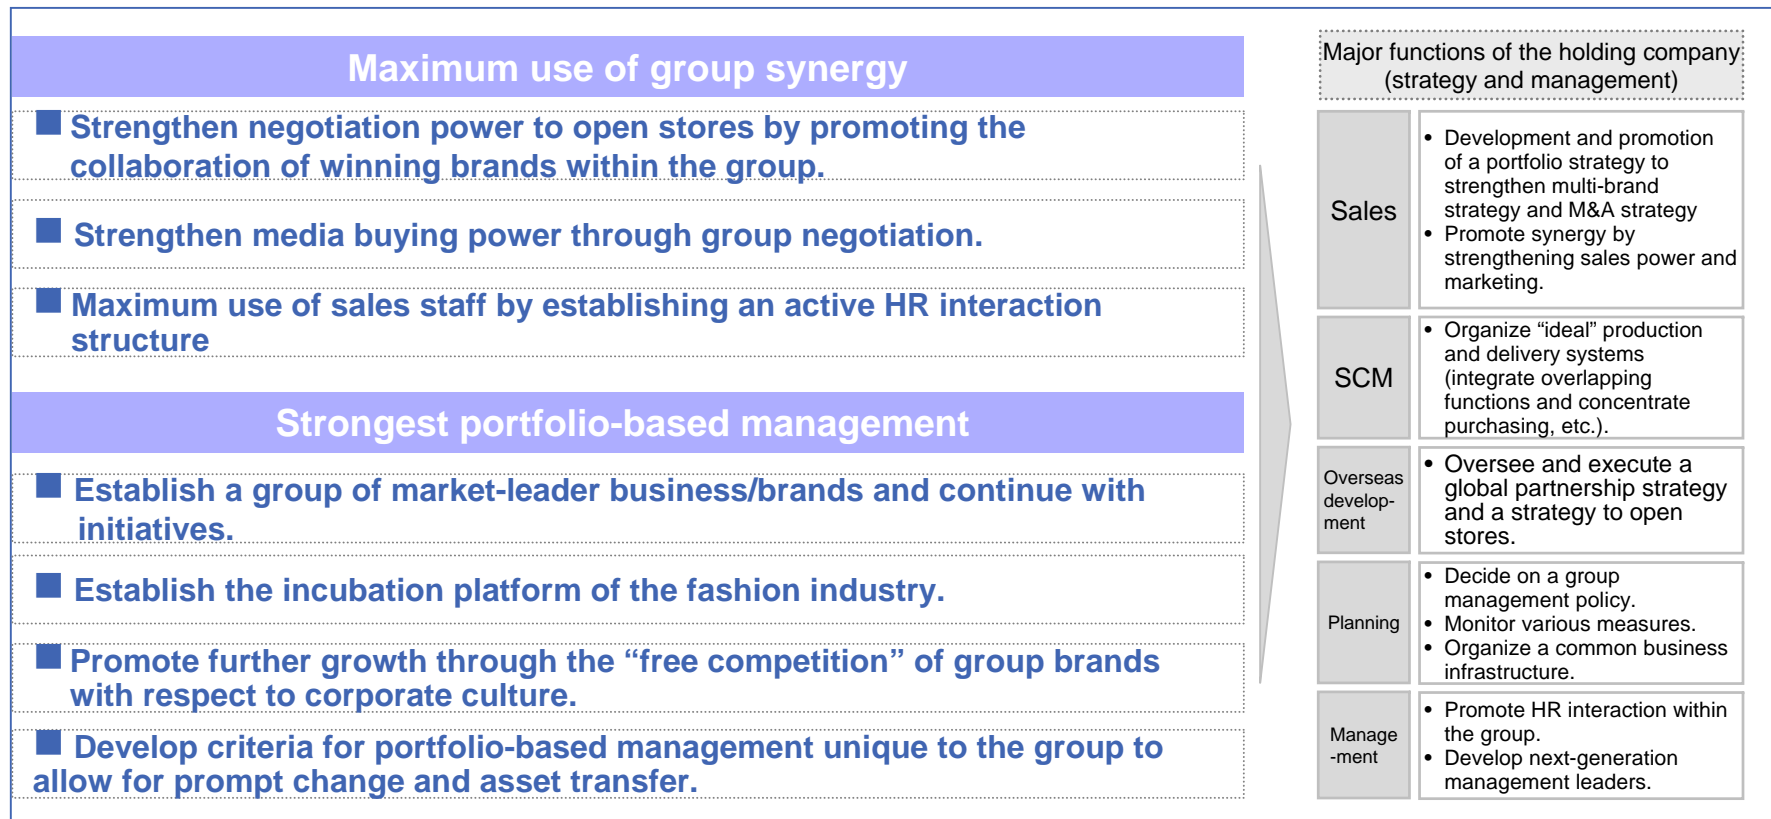 Maximum use of group synergy
■ Strengthen negotiation power to open stores by promoting the
collaboration of winning brands within the group.
■ Strengthen media buying power through group negotiation.
■ Maximum use of sales staff by establishing an active HR interaction
structure
Strongest portfolio-based management
■ Establish a group of market-leader business/brands and continue with
initiatives.
■ Establish the incubation platform of the fashion industry.
■ Promote further growth through the “free competition” of group brands
with respect to corporate culture.
■ Develop criteria for portfolio-based management unique to the group to
allow for prompt change and asset transfer.
Major functions of the holding company
(strategy and management)
Sales
• Development and promotion
of a portfolio strategy to
strengthen multi-brand
strategy and M&A strategy
• Promote synergy by
strengthening sales power and
marketing.
SCM
• Organize “ideal” production
and delivery systems
(integrate overlapping
functions and concentrate
purchasing, etc.).
Overseas
develop-
ment
• Oversee and execute a
global partnership strategy
and a strategy to open
stores.
Planning
• Decide on a group
management policy.
• Monitor various measures.
• Organize a common business
infrastructure.
Manage
-ment
• Promote HR interaction within
the group.
• Develop next-generation
management leaders.